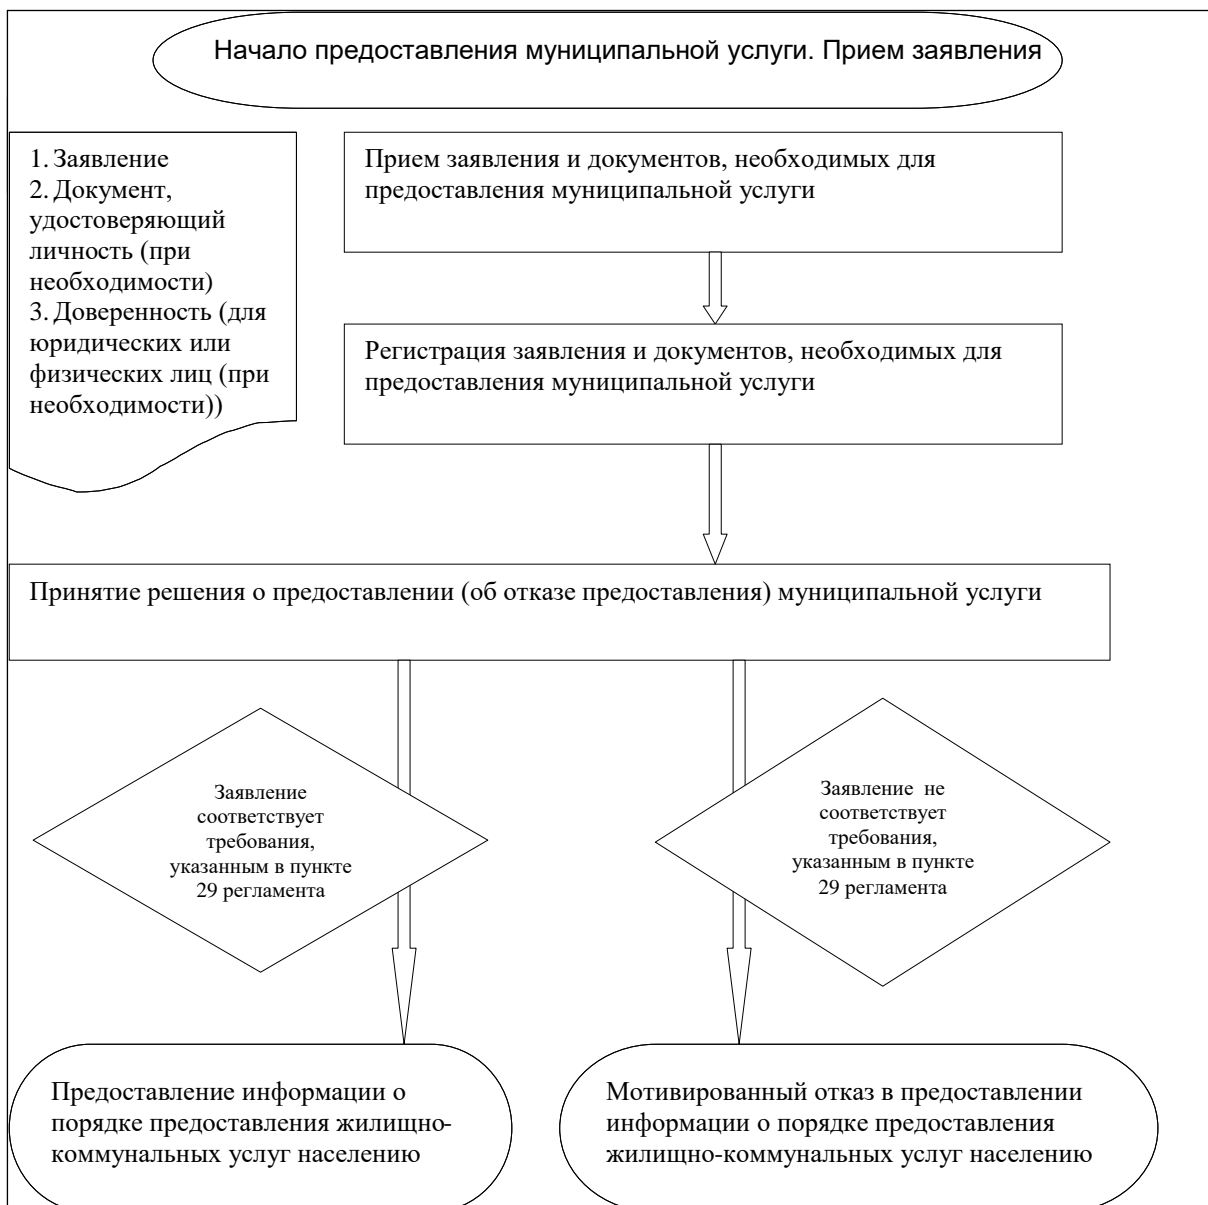 Начало предоставления муниципальной услуги. Прием заявления
1. Заявление
2. Документ,
удостоверяющий
личность (при
необходимости)
3. Доверенность (для
юридических или
физических лиц (при
необходимости))
Прием заявления и документов, необходимых для
предоставления муниципальной услуги
Регистрация заявления и документов, необходимых для
предоставления муниципальной услуги
Принятие решения о предоставлении (об отказе предоставления) муниципальной услуги
Заявление
соответствует
требования,
указанным в пункте
29 регламента
Заявление не
соответствует
требования,
указанным в пункте
29 регламента
Предоставление информации о
порядке предоставления жилищно-
коммунальных услуг населению
Мотивированный отказ в предоставлении
информации о порядке предоставления
жилищно-коммунальных услуг населению